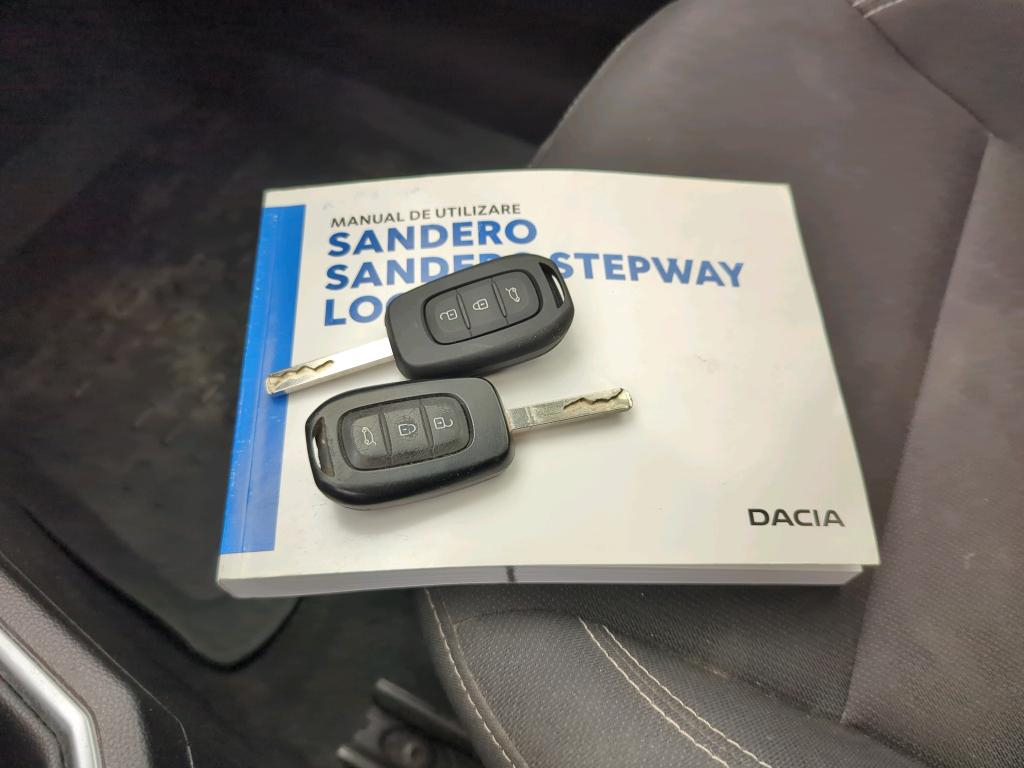 MANUAL DE UTILIZARE
SANDERO
STEPWAY
DACIA